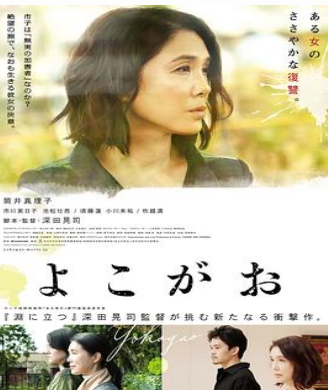 ある女の
ささやかな復讐。
市子は「無実の加害者」なのか?
絶望の淵で、なおも生きる彼女の決意。
筒井真理子
市川実日子 池松壮亮 / 須藤蓮 小川未祐 / 吹越満
脚本・監督：深田晃司
よこがお
『淵に立つ』深田晃司監督が挑む新たなる衝撃作。
Yokogao